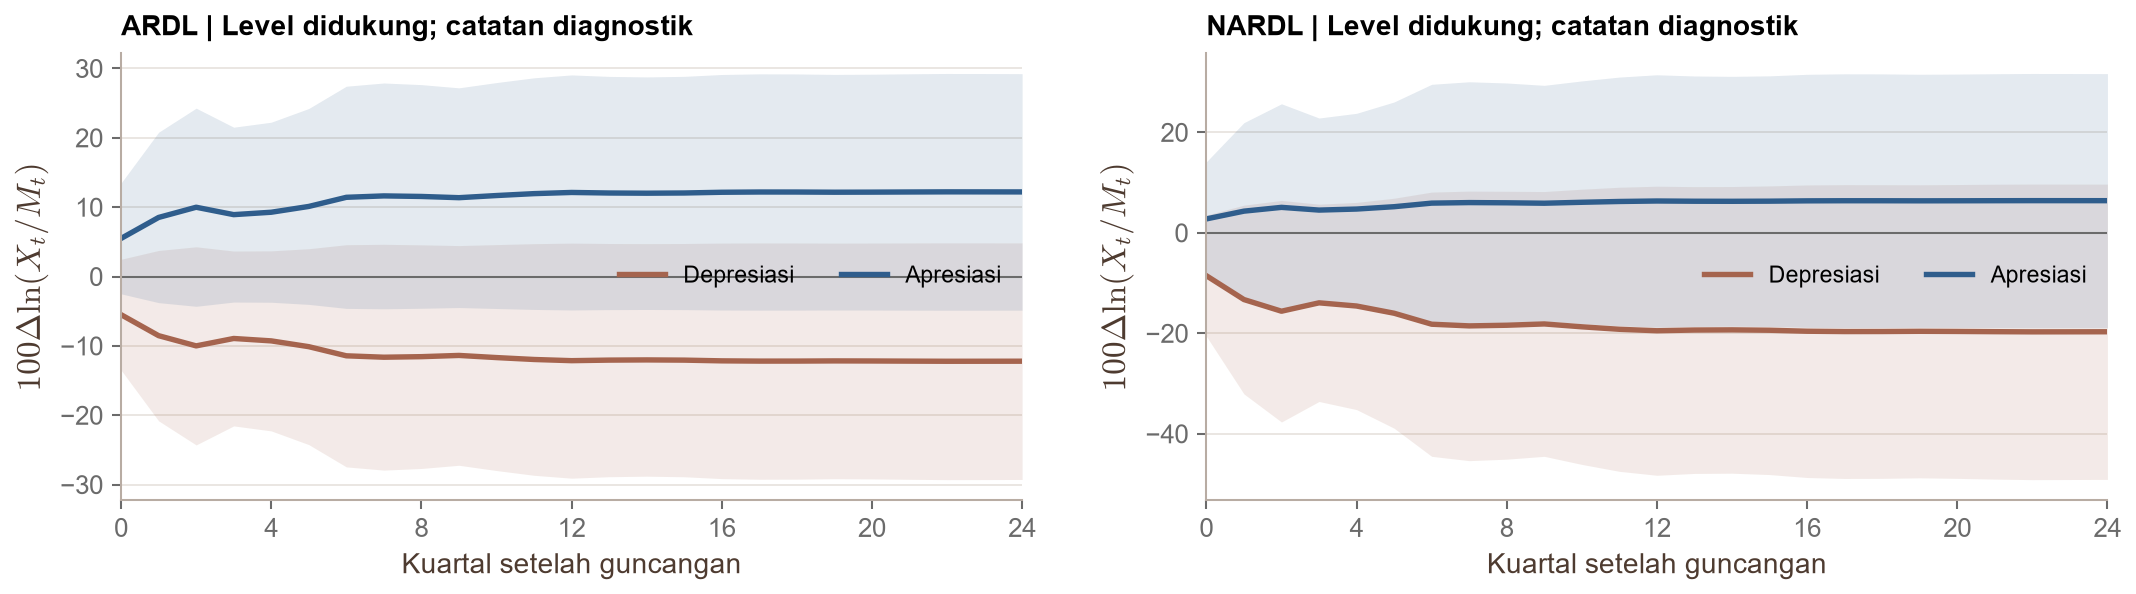 ARDL | Level didukung; catatan diagnostik
100Δln(Xₜ/Mₜ)
30
20
10
0
−10
−20
−30
Depresiasi
Apresiasi
0 4 8 12 16 20 24
Kuartal setelah guncangan
NARDL | Level didukung; catatan diagnostik
100Δln(Xₜ/Mₜ)
20
0
−20
−40
Depresiasi
Apresiasi
0 4 8 12 16 20 24
Kuartal setelah guncangan